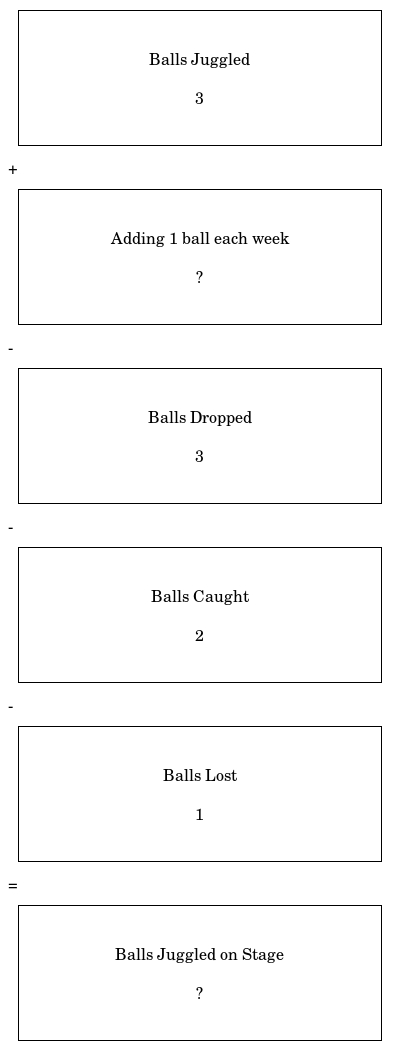 Balls Juggled
3
+
Adding 1 ball each week
?
-
Balls Dropped
3
-
Balls Caught
2
-
Balls Lost
1
=
Balls Juggled on Stage
?